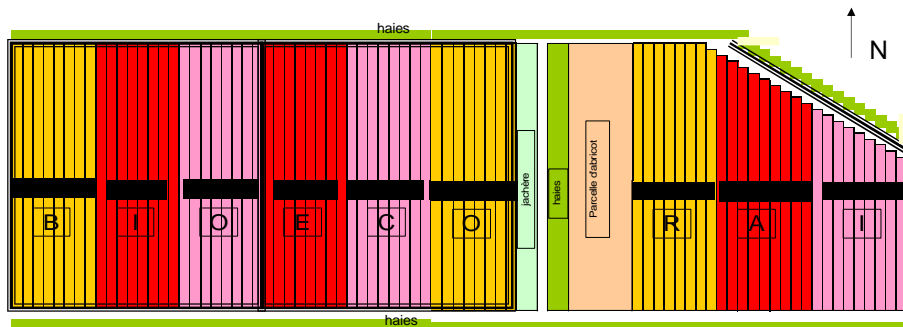 haies
N
jachère
haies
Parcelle d'abricot
B I O E C O R A I
haies